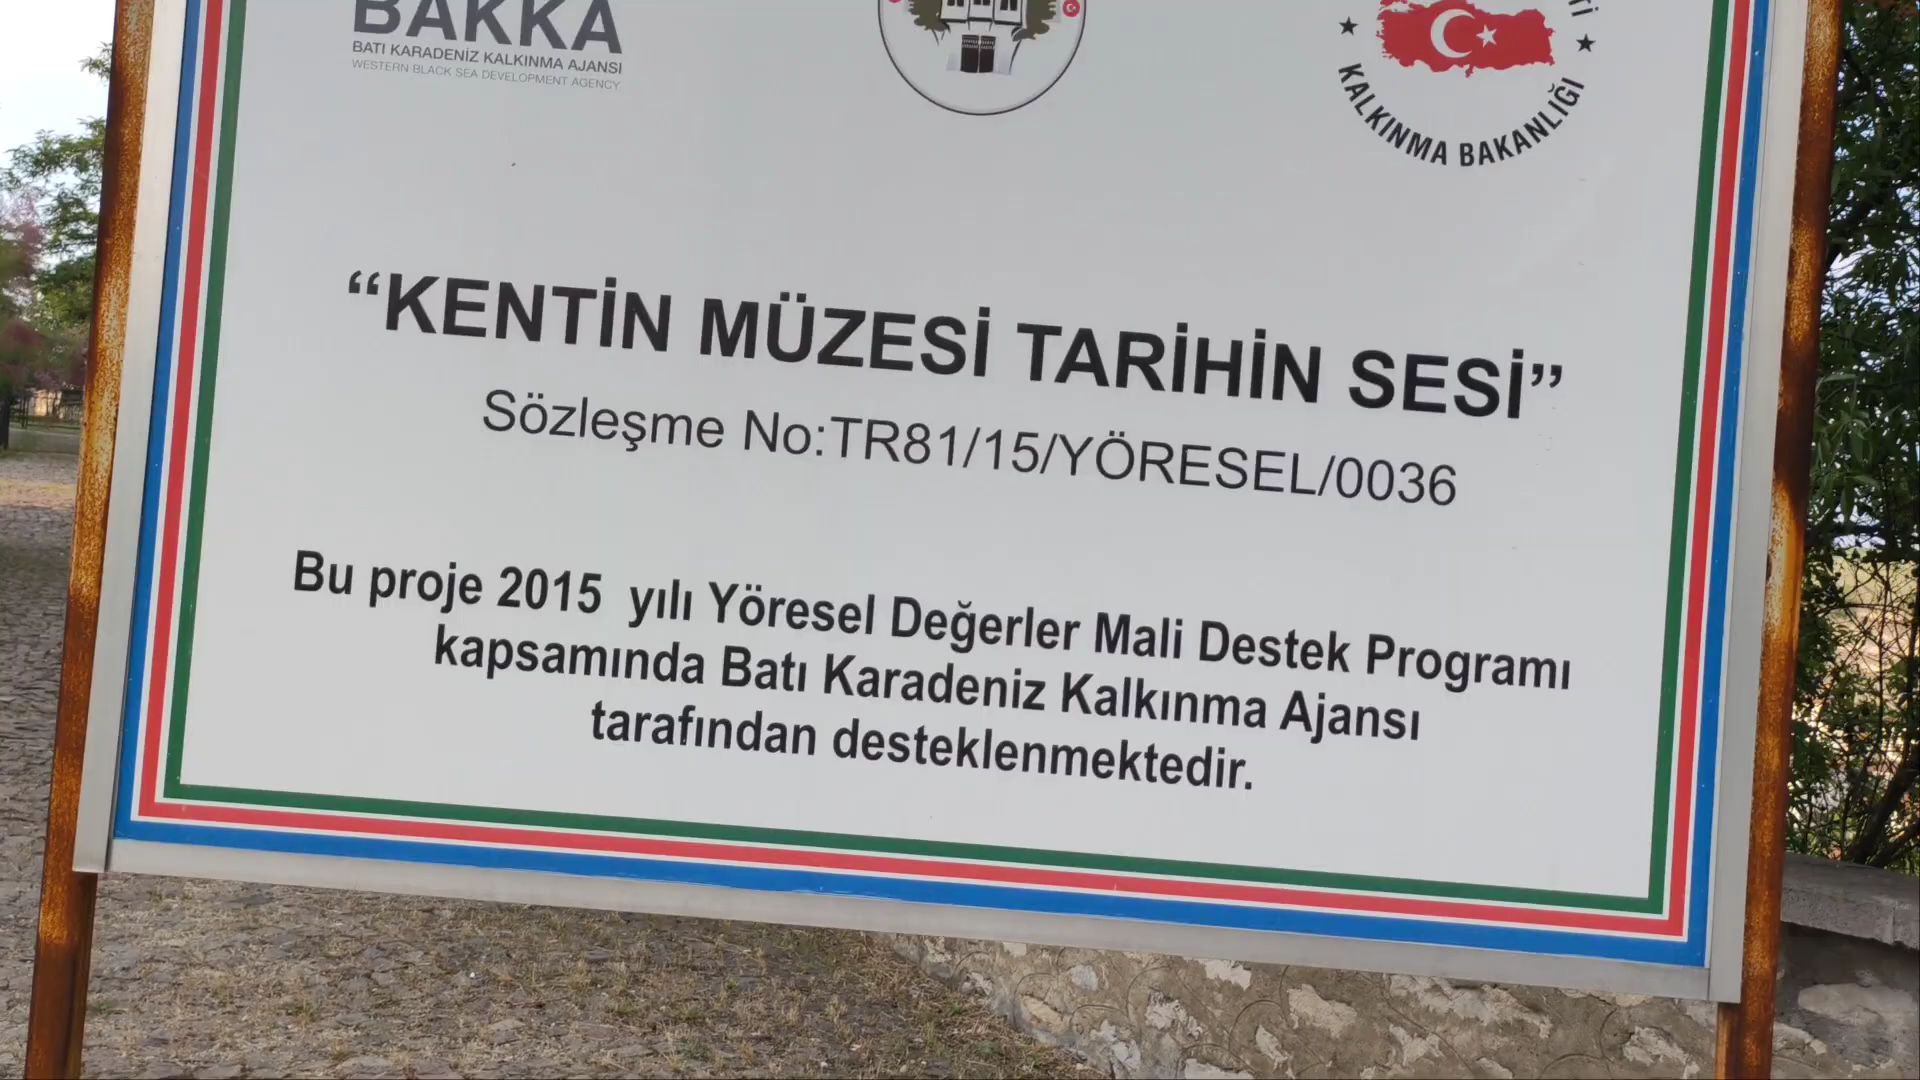 BAKKA
BATI KARADENİZ KALKINMA AJANSI
WESTERN BLACK SEA DEVELOPMENT AGENCY
KALKINMA BAKANLIĞI
“KENTİN MÜZESİ TARİHİN SESİ”
Sözleşme No:TR81/15/YÖRESEL/0036
Bu proje 2015 yılı Yöresel Değerler Mali Destek Programı
kapsamında Batı Karadeniz Kalkınma Ajansı
tarafından desteklenmektedir.